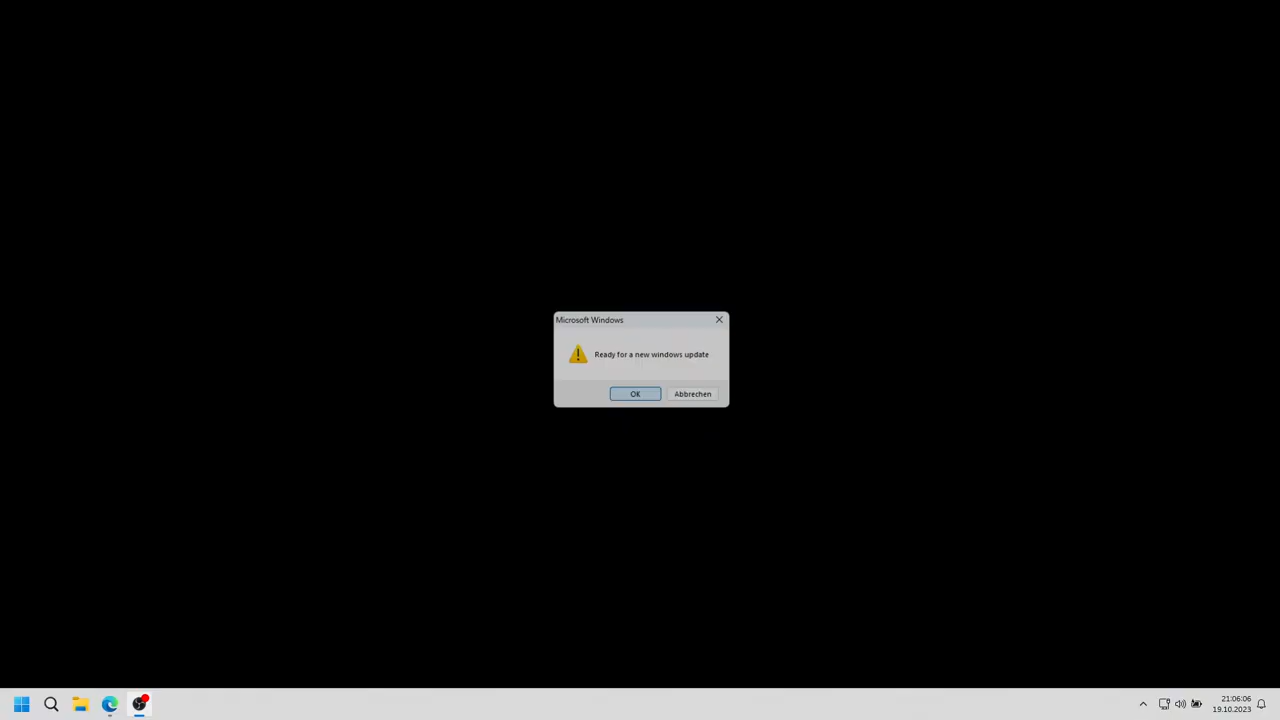 Microsoft Windows
Ready for a new windows update
OK
Abbrechen
21:06:06
19.10.2023